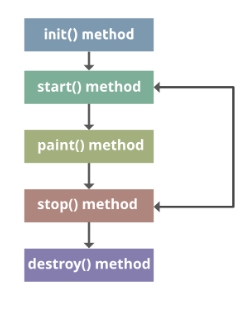 init() method
start() method
paint() method
stop() method
destroy() method